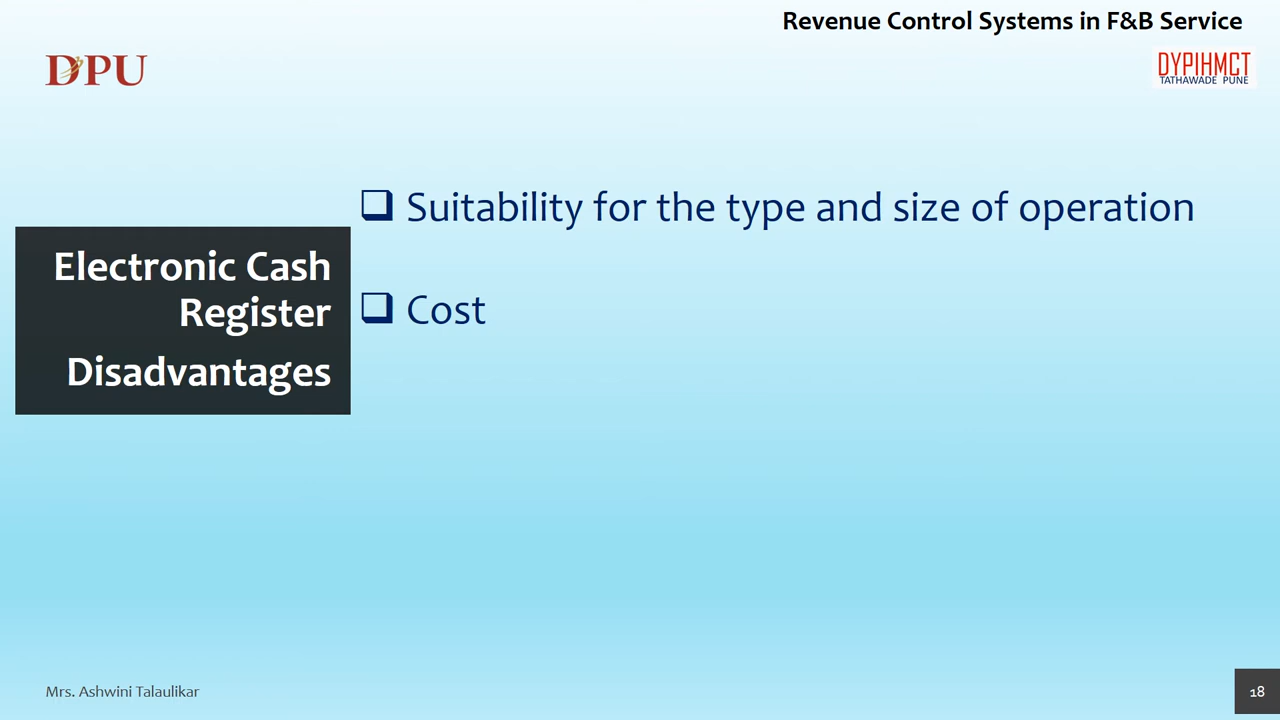 Revenue Control Systems in F&B Service
DPU
DYPIHMCT
TATHAWADE PUNE
Electronic Cash
Register
Disadvantages
❑ Suitability for the type and size of operation
❑ Cost
Mrs. Ashwini Talaulikar
18